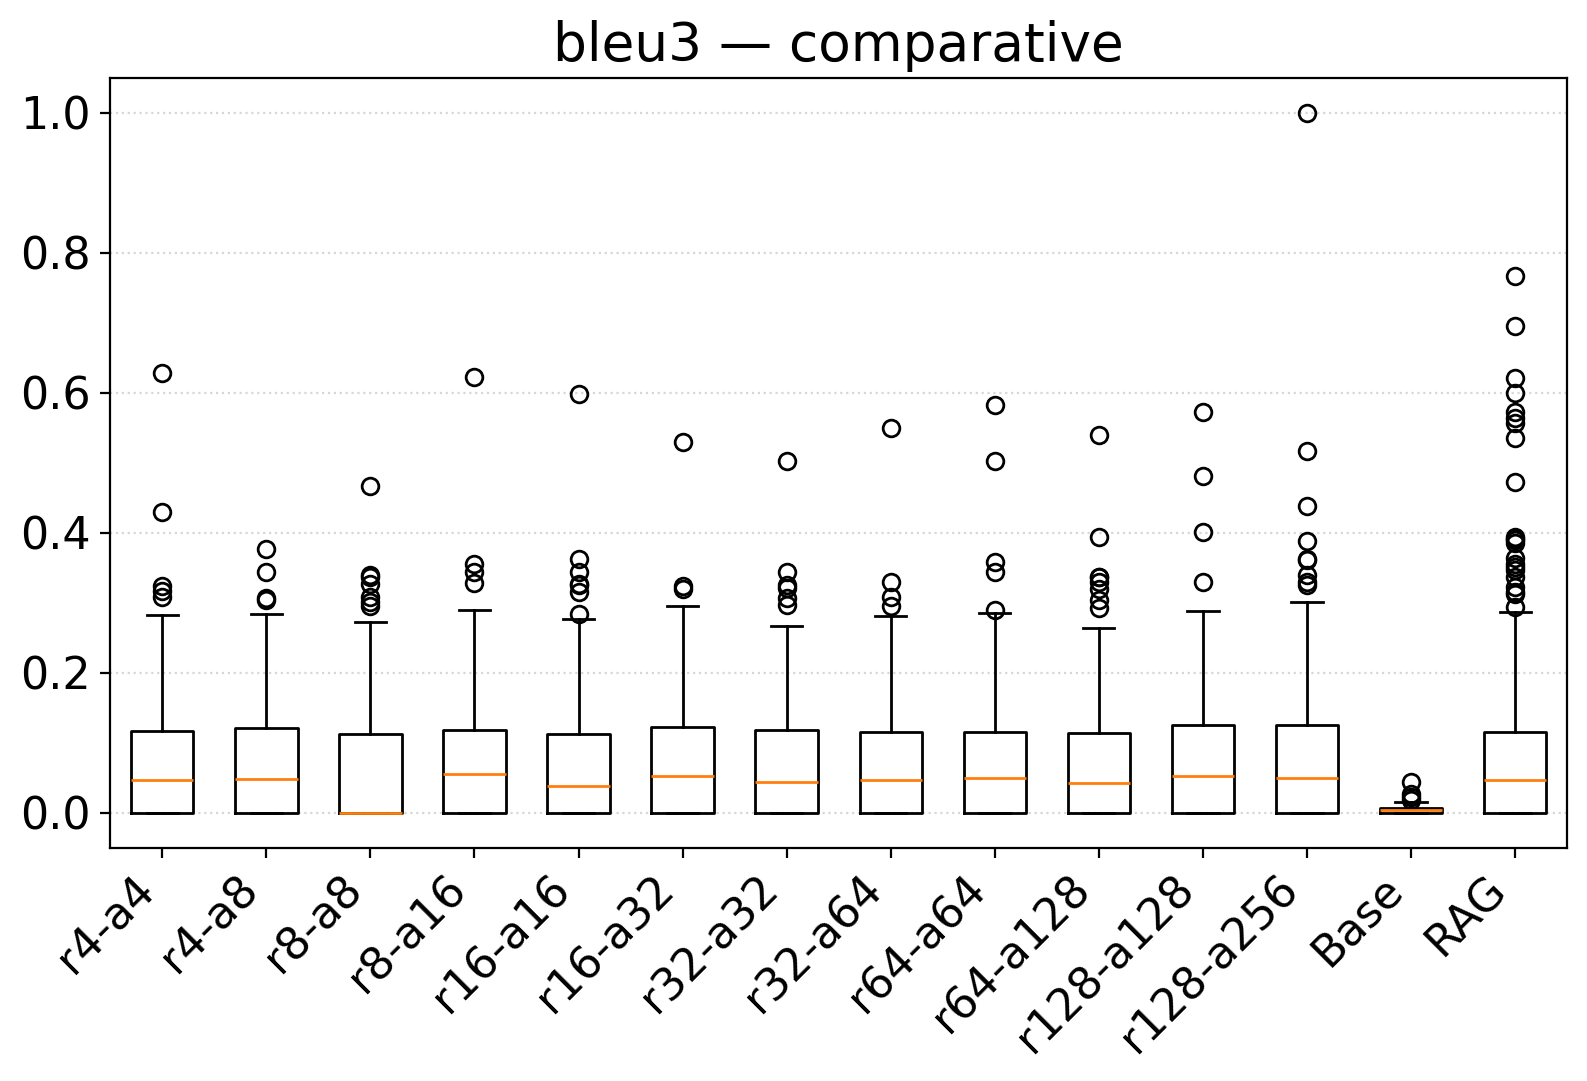 bleu3 — comparative
1.0
0.8
0.6
0.4
0.2
0.0
r4-a4
r4-a8
r8-a8
r8-a16
r16-a16
r16-a32
r32-a32
r32-a64
r64-a64
r64-a128
r128-a128
r128-a256
Base
RAG